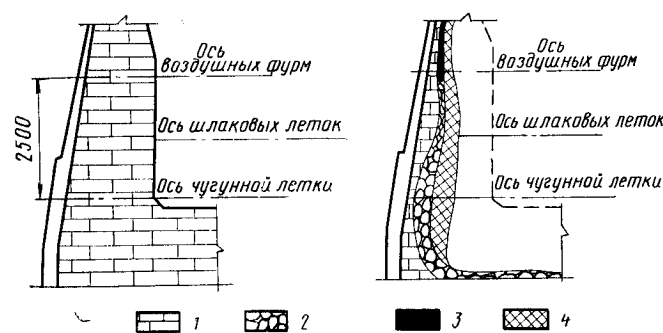 Ось
воздушных фурм
Ось шлаковых леток
Ось чугунной летки
2500
Ось
воздушных фурм
Ось шлаковых леток
Ось чугунной летки
1 2 3 4